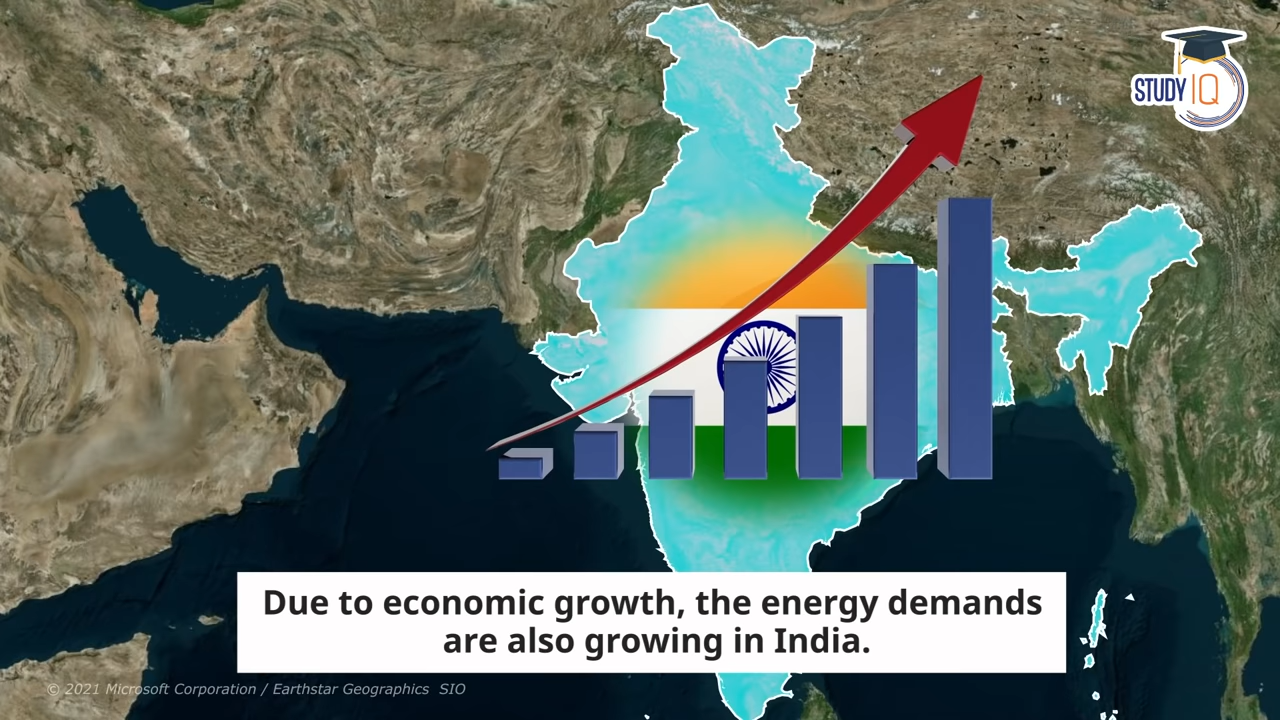 STUDY IQ
Due to economic growth, the energy demands
are also growing in India.
© 2021 Microsoft Corporation / Earthstar Geographics SIO